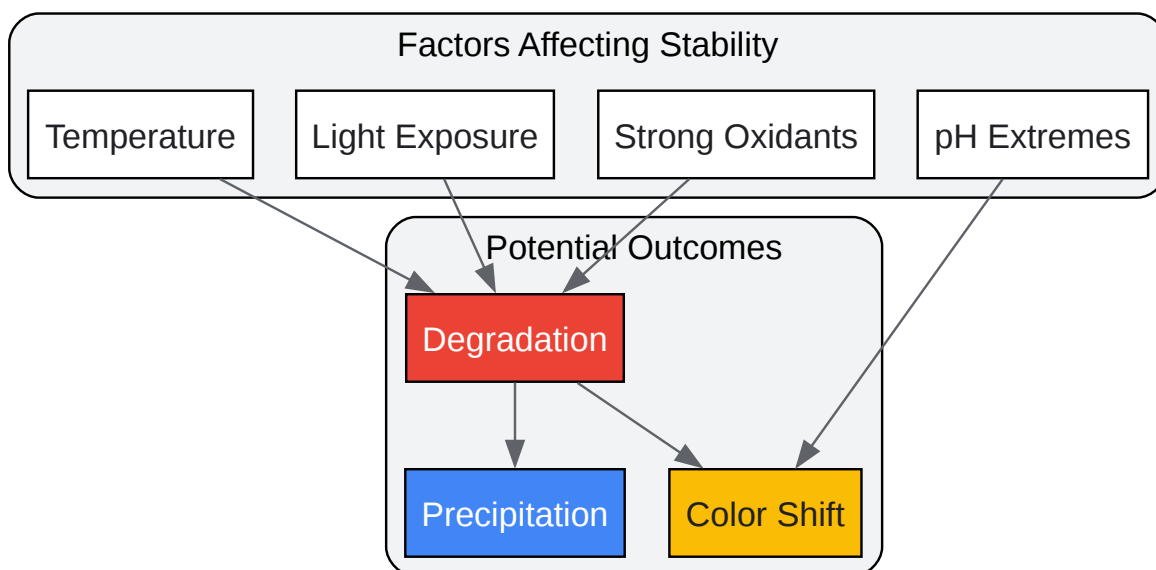 Factors Affecting Stability
Temperature
Light Exposure
Strong Oxidants
pH Extremes
Potential Outcomes
Degradation
Precipitation
Color Shift